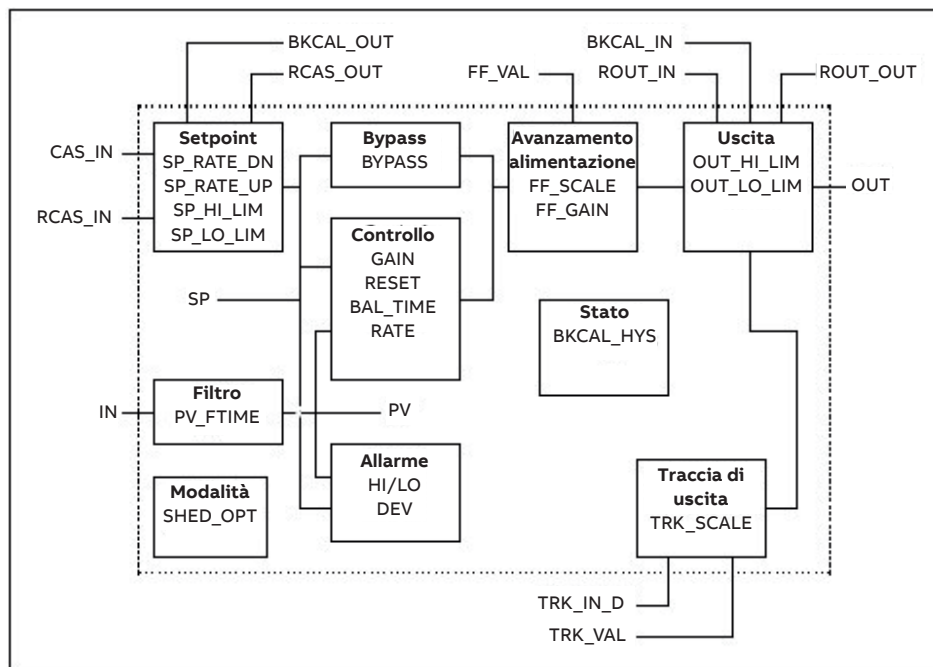 BKCAL_OUT
BKCAL_IN
RCAS_OUT
FF_VAL
ROUT_IN
ROUT_OUT
CAS_IN
RCAS_IN
Setpoint
SP_RATE_DN
SP_RATE_UP
SP_HI_LIM
SP_LO_LIM
Bypass
BYPASS
Avanzamento
alimentazione
FF_SCALE
FF_GAIN
Uscita
OUT_HI_LIM
OUT_LO_LIM
OUT
Controllo
GAIN
RESET
BAL_TIME
RATE
SP
Stato
BKCAL_HYS
IN
Filtro
PV_FTIME
PV
Modalità
SHED_OPT
Allarme
HI/LO
DEV
Traccia di
uscita
TRK_SCALE
TRK_IN_D
TRK_VAL